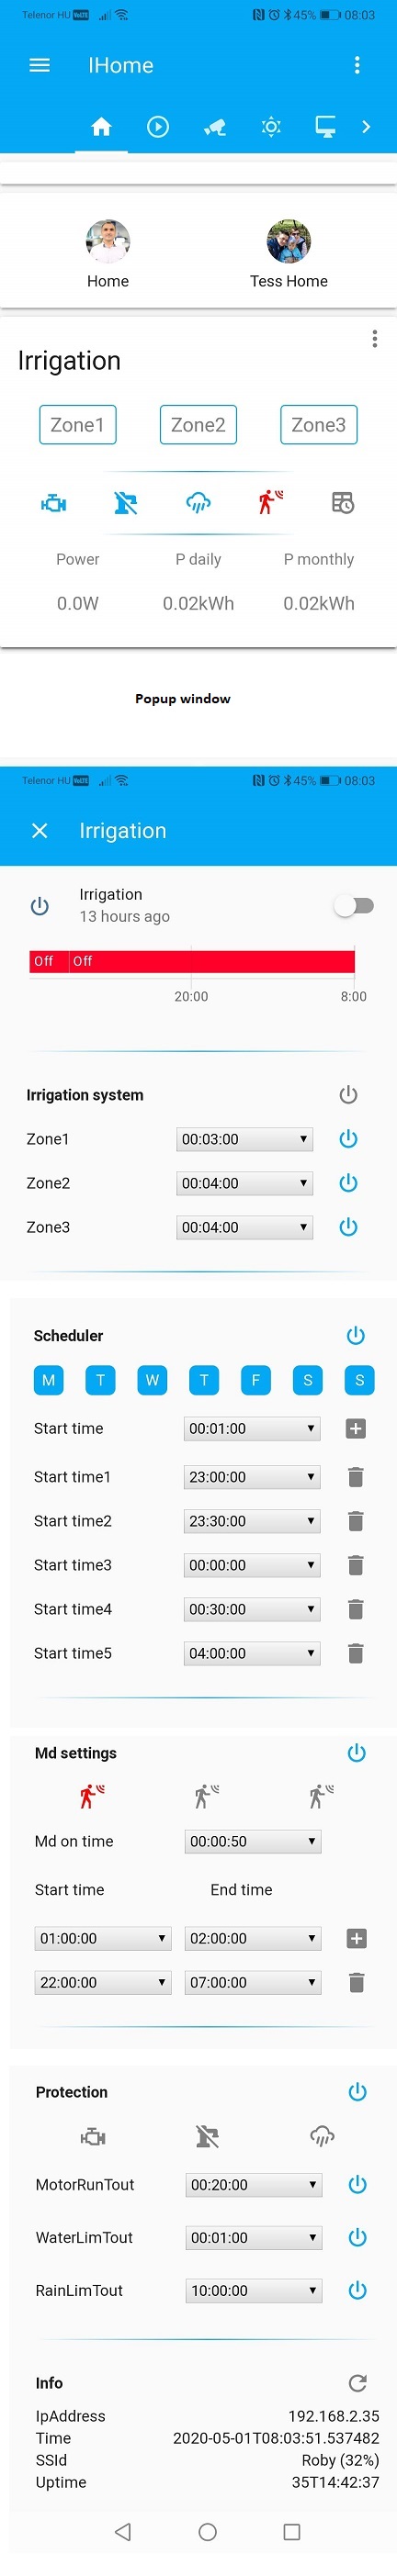 Telenor HU VoLTE 45% 08:03
IHome
Home Tess Home
Irrigation
Zone1 Zone2 Zone3
Power P daily P monthly
0.0W 0.02kWh 0.02kWh
Popup window
Telenor HU VoLTE 45% 08:03
Irrigation
Irrigation
13 hours ago
Off Off
20:00 8:00
Irrigation system
Zone1 00:03:00
Zone2 00:04:00
Zone3 00:04:00
Scheduler
M T W T F S S
Start time 00:01:00
Start time1 23:00:00
Start time2 23:30:00
Start time3 00:00:00
Start time4 00:30:00
Start time5 04:00:00
Md settings
Md on time 00:00:50
Start time End time
01:00:00 02:00:00
22:00:00 07:00:00
Protection
MotorRunTout 00:20:00
WaterLimTout 00:01:00
RainLimTout 10:00:00
Info
IpAddress 192.168.2.35
Time 2020-05-01T08:03:51.537482
SSId Roby (32%)
Uptime 35T14:42:37